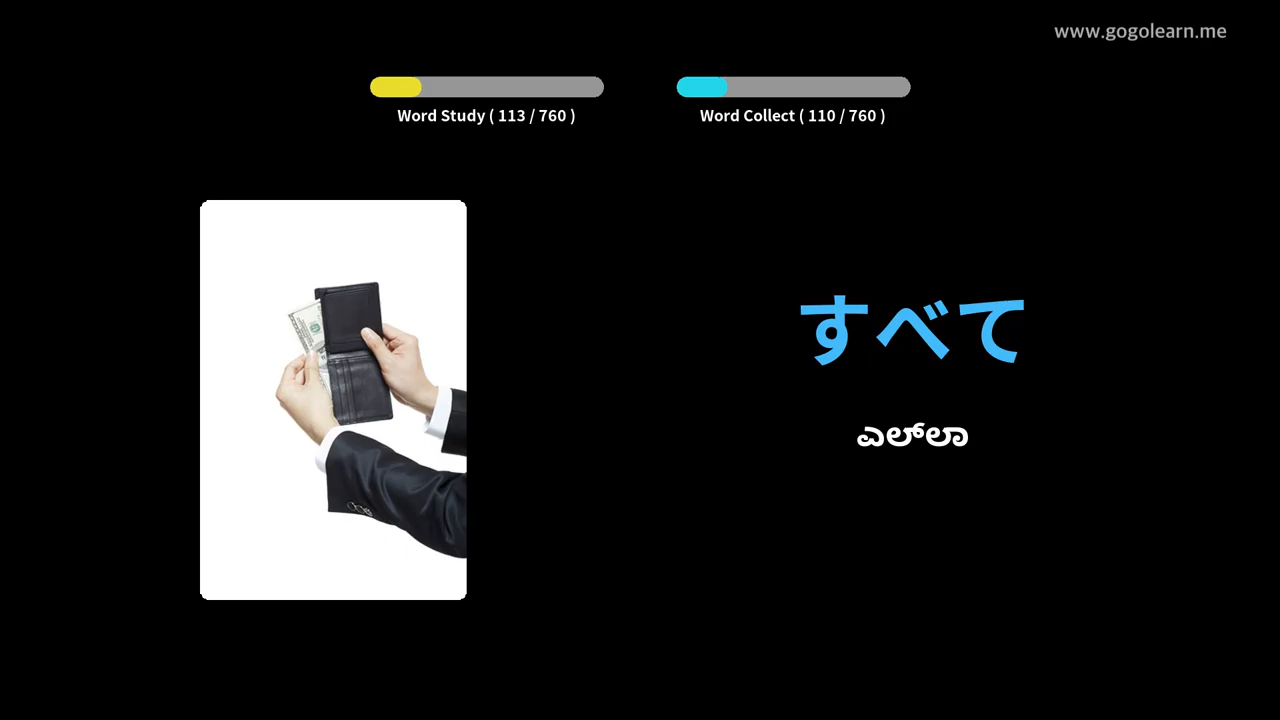 www.gogolearn.me
Word Study ( 113 / 760 )
Word Collect ( 110 / 760 )
すべて
ಎಲ್‌ಲಾ